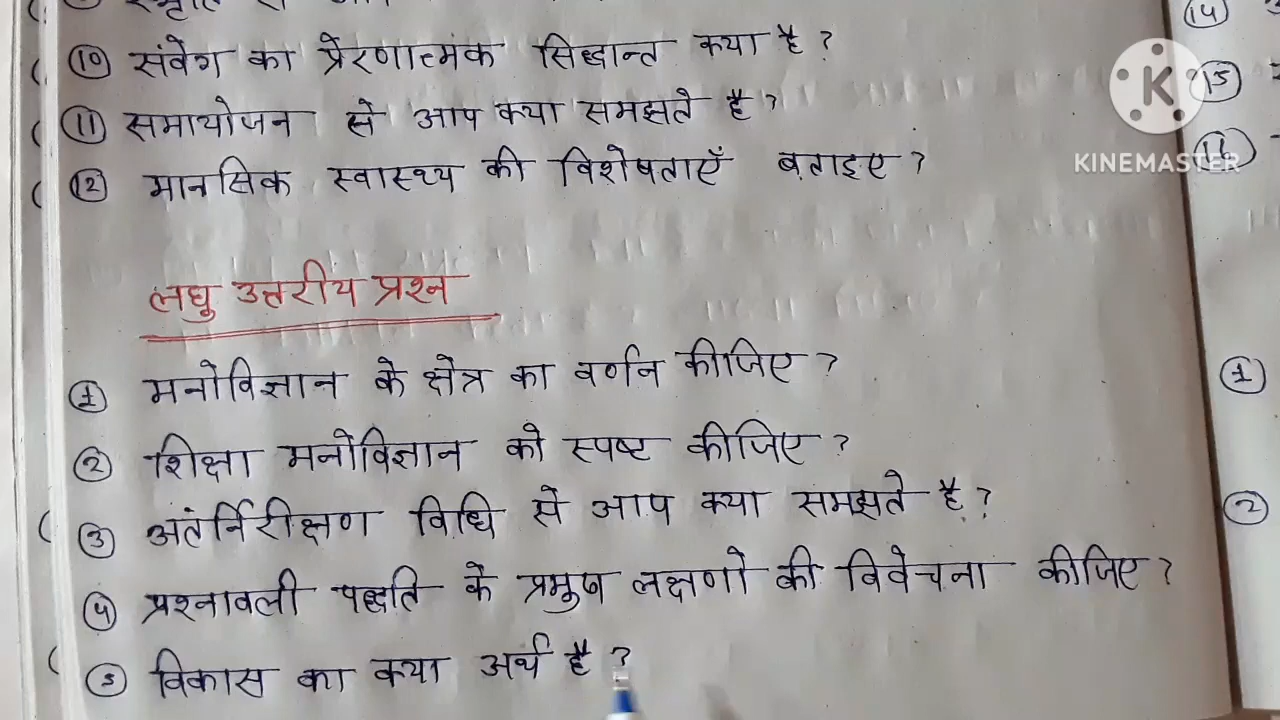 ⑩ संवेग का प्रेरणात्मक सिद्धान्त क्या है ?
⑪ समायोजन से आप क्या समझते है ?
⑫ मानसिक स्वास्थ्य की विशेषताएँ बताइए ?
लघु उत्तरीय प्रश्न
① मनोविज्ञान के क्षेत्र का वर्णन कीजिए ?
② शिक्षा मनोविज्ञान को स्पष्ट कीजिए ?
③ अतंर्निरीक्षण विधि से आप क्या समझते है ?
④ प्रश्नावली पद्धति के प्रमुख लक्षणो की विवेचना कीजिए ?
⑤ विकास का क्या अर्थ है ?
⑭
⑮
⑯
①
②
KINEMASTER